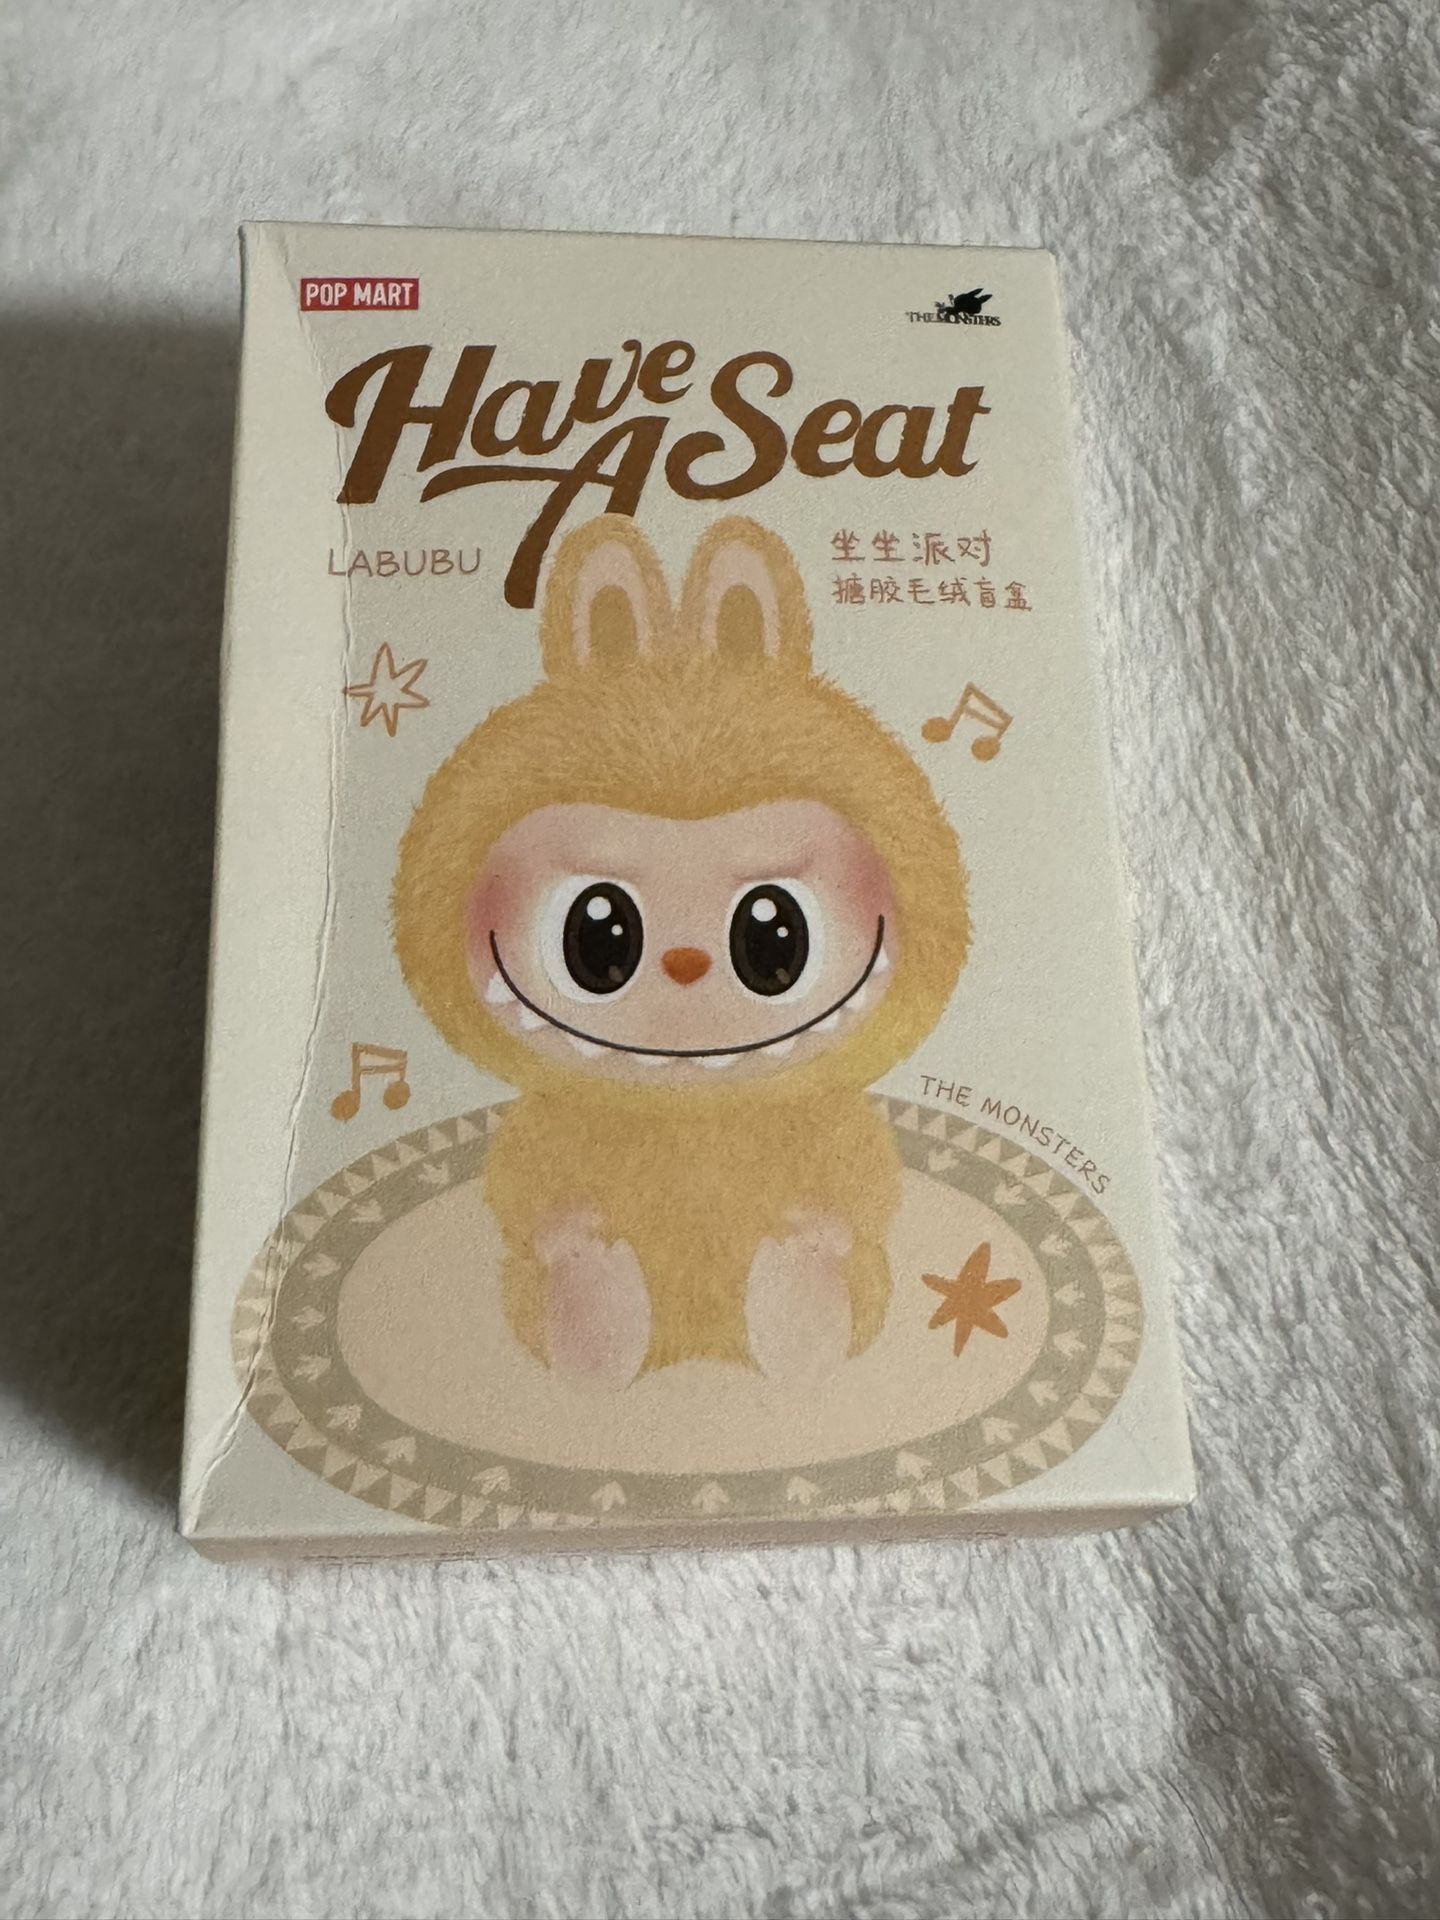 POP MART
THE MONSTERS
Have A Seat
LABUBU
坐坐派对
搪胶毛绒盲盒
THE MONSTERS